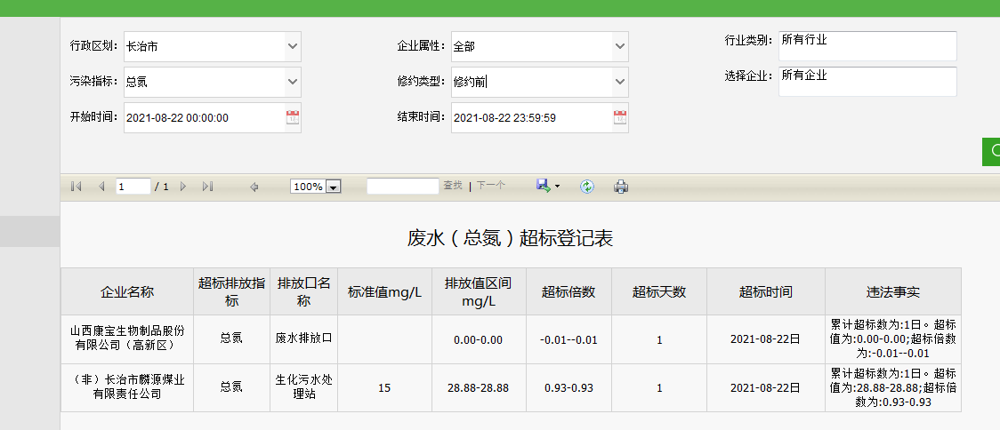 行政区划： 长治市 企业属性： 全部 行业类别： 所有行业
污染指标： 总氮 修约类型： 修约前 选择企业： 所有企业
开始时间： 2021-08-22 00:00:00 结束时间： 2021-08-22 23:59:59
1 / 1 100% 查找 | 下一个
废水（总氮）超标登记表
企业名称 超标排放指标 排放口名称 标准值mg/L 排放值区间mg/L 超标倍数 超标天数 超标时间 违法事实
山西康宝生物制品股份有限公司（高新区） 总氮 废水排放口 0.00-0.00 -0.01--0.01 1 2021-08-22日 累计超标数为:1日。超标值为:0.00-0.00;超标倍数为:-0.01--0.01
（非）长治市麟源煤业有限责任公司 总氮 生化污水处理站 15 28.88-28.88 0.93-0.93 1 2021-08-22日 累计超标数为:1日。超标值为:28.88-28.88;超标倍数为:0.93-0.93